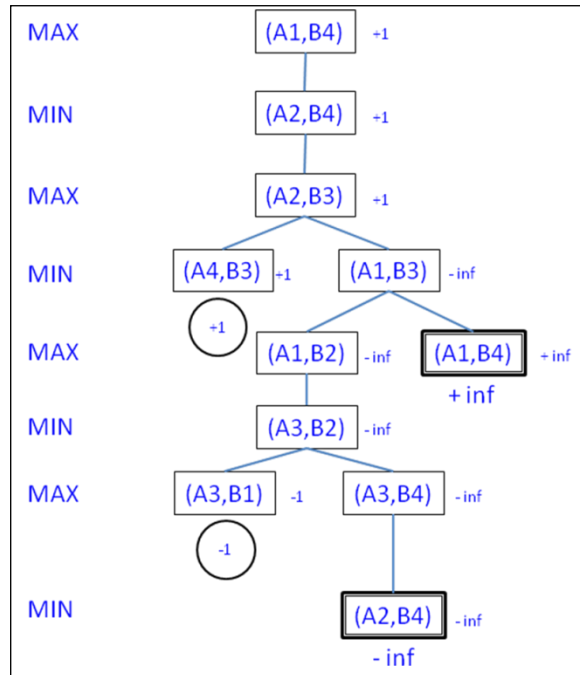 MAX (A1,B4) +1
MIN (A2,B4) +1
MAX (A2,B3) +1
MIN (A4,B3) +1 (A1,B3) - inf
+1
MAX (A1,B2) - inf (A1,B4) + inf
+ inf
MIN (A3,B2) - inf
MAX (A3,B1) -1 (A3,B4) - inf
-1
MIN (A2,B4) - inf
- inf